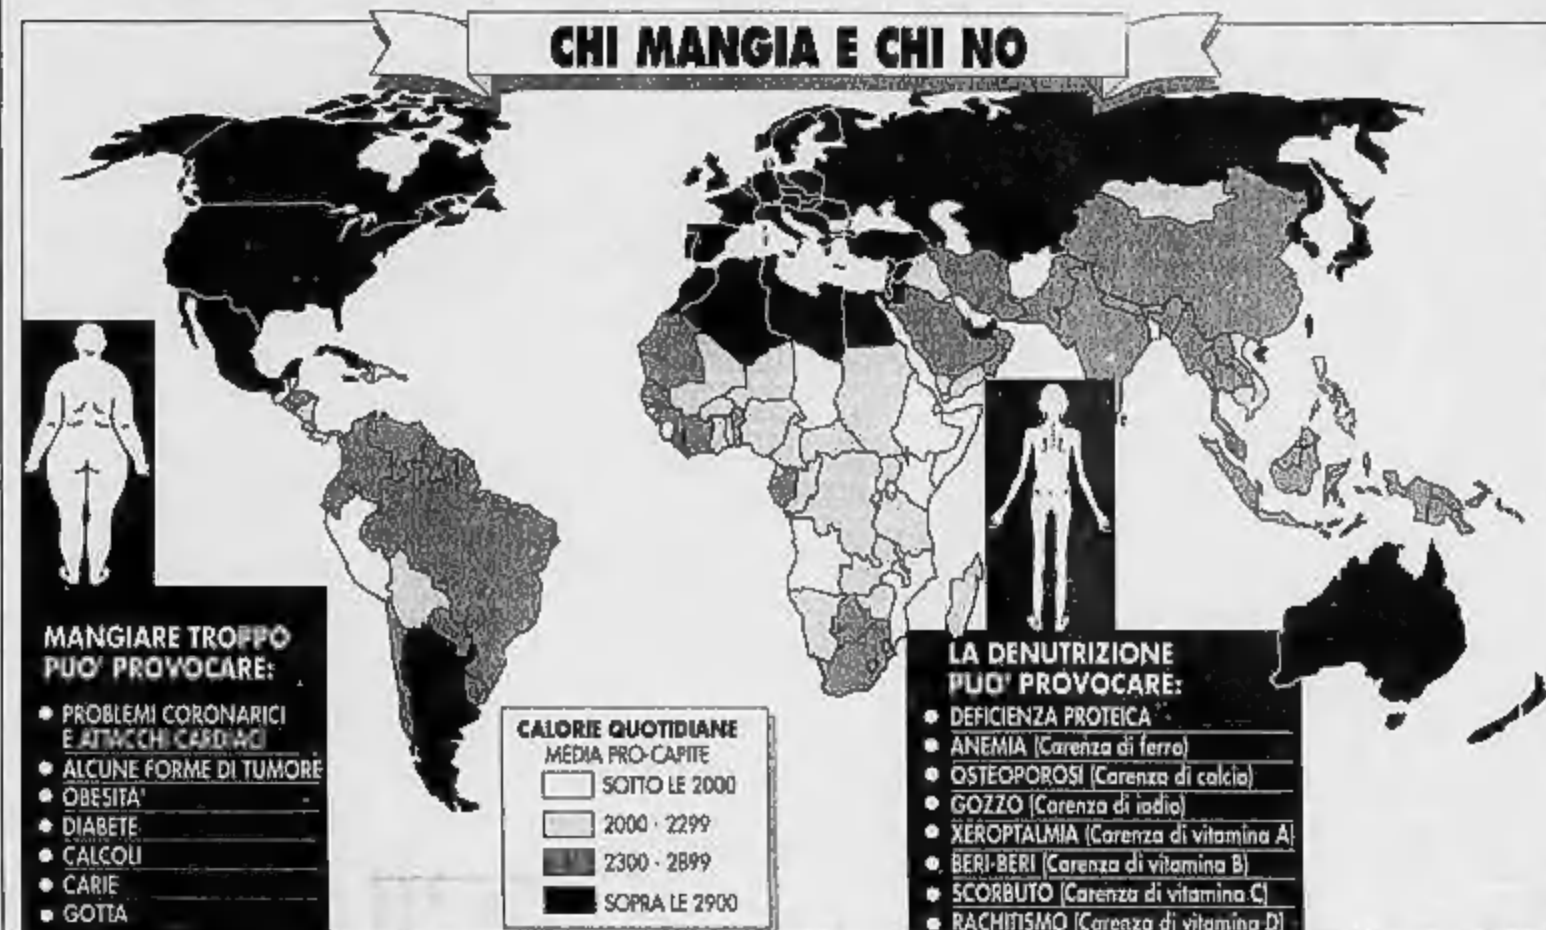 CHI MANGIA E CHI NO
MANGIARE TROPPO
PUO' PROVOCARE:
● PROBLEMI CORONARICI
E ATTACCHI CARDIACI
● ALCUNE FORME DI TUMORE
● OBESITA'
● DIABETE
● CALCOLI
● CARIE
● GOTTA
CALORIE QUOTIDIANE
MEDIA PRO-CAPITE
SOTTO LE 2000
2000 - 2299
2300 - 2899
SOPRA LE 2900
LA DENUTRIZIONE
PUO' PROVOCARE:
● DEFICIENZA PROTEICA
● ANEMIA (Carenza di ferro)
● OSTEOPOROSI (Carenza di calcio)
● GOZZO (Carenza di iodio)
● XEROPTALMIA (Carenza di vitamina A)
● BERI-BERI (Carenza di vitamina B)
● SCORBUTO (Carenza di vitamina C)
● RACHITISMO (Carenza di vitamina D)